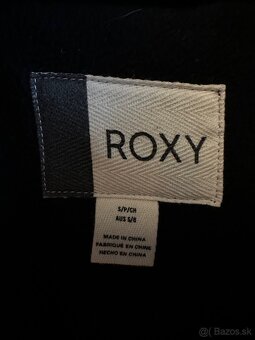 ROXY
S/P/CH
AUS S/8
MADE IN CHINA
FABRIQUÉ EN CHINE
HECHO EN CHINA
Bazos.sk